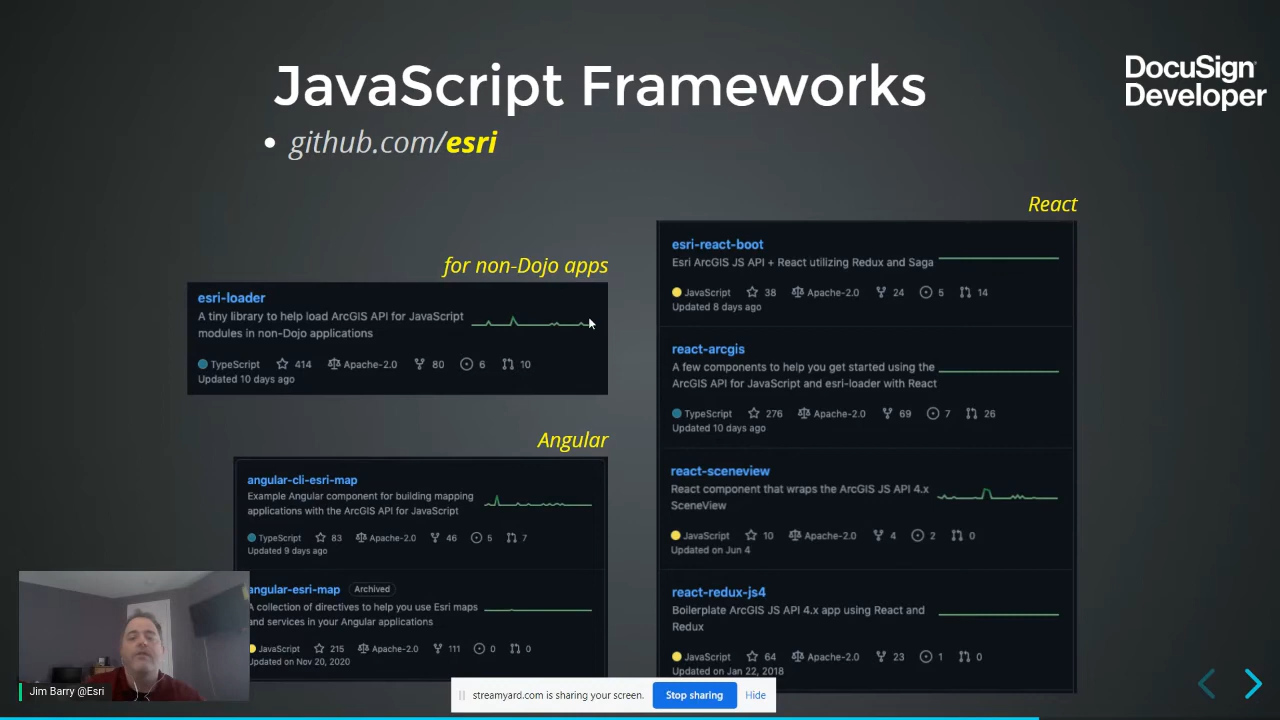 JavaScript Frameworks
DocuSign
Developer
• github.com/esri
for non-Dojo apps
esri-loader
A tiny library to help load ArcGIS API for JavaScript
modules in non-Dojo applications
TypeScript 414 Apache-2.0 80 6 10
Updated 10 days ago
Angular
angular-cli-esri-map
Example Angular component for building mapping
applications with the ArcGIS API for JavaScript
TypeScript 83 Apache-2.0 46 5 7
Updated 9 days ago
angular-esri-map Archived
A collection of directives to help you use Esri maps
and services in your Angular applications
JavaScript 215 Apache-2.0 111 0 0
Updated on Nov 20, 2020
React
esri-react-boot
Esri ArcGIS JS API + React utilizing Redux and Saga
JavaScript 38 Apache-2.0 24 5 14
Updated 8 days ago
react-arcgis
A few components to help you get started using the
ArcGIS API for JavaScript and esri-loader with React
TypeScript 276 Apache-2.0 69 7 26
Updated 10 days ago
react-sceneview
React component that wraps the ArcGIS JS API 4.x
SceneView
JavaScript 10 Apache-2.0 4 2 0
Updated on Jun 4
react-redux-js4
Boilerplate ArcGIS JS API 4.x app using React and
Redux
JavaScript 64 Apache-2.0 23 1 0
Updated on Jan 22, 2018
Jim Barry @Esri
streamyard.com is sharing your screen. Stop sharing Hide